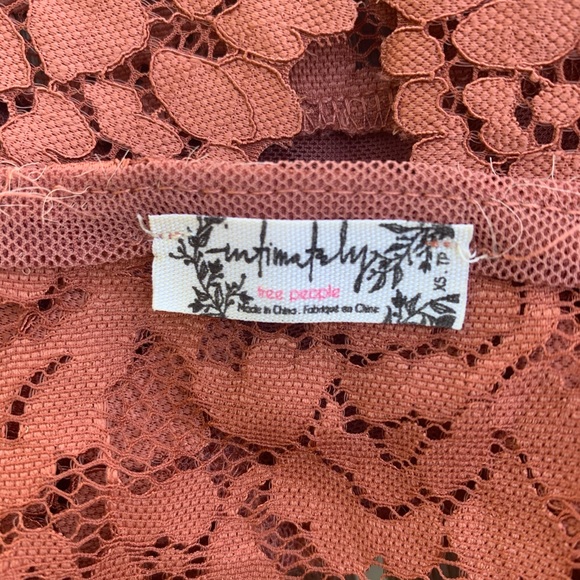 intimately
free people
Made in China . Fabriqué en Chine
XS . TP